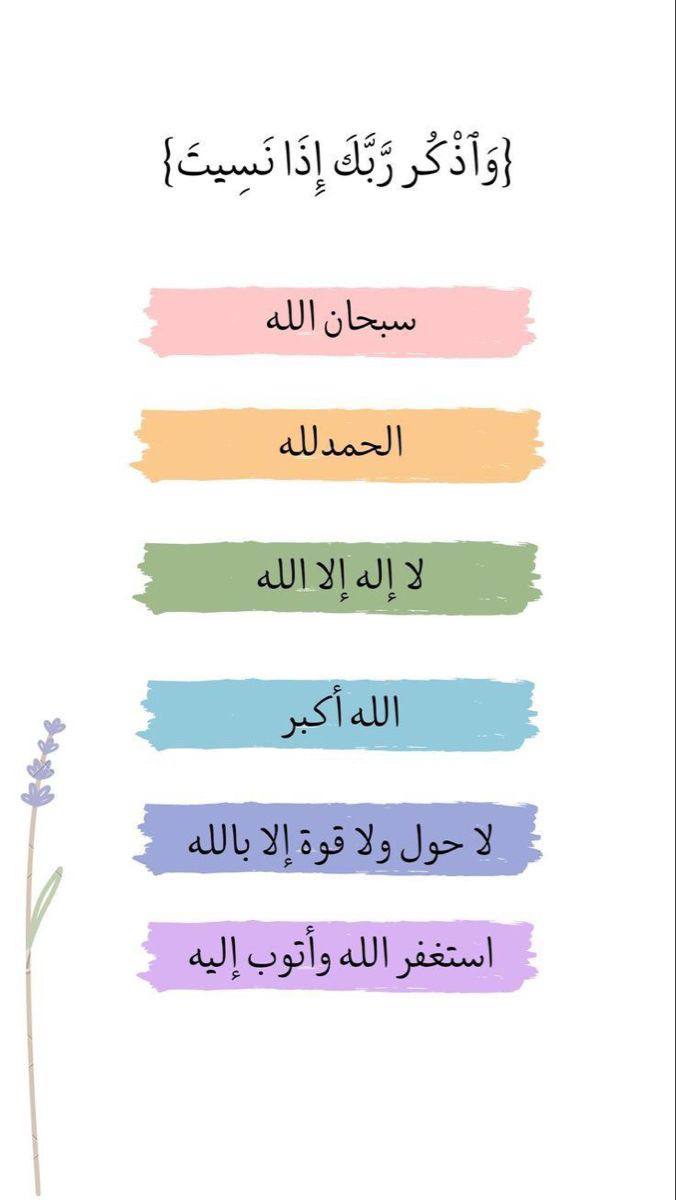 {وَٱذْكُر رَّبَّكَ إِذَا نَسِيتَ}
سبحان الله
الحمدلله
لا إله إلا الله
الله أكبر
لا حول ولا قوة إلا بالله
استغفر الله وأتوب إليه